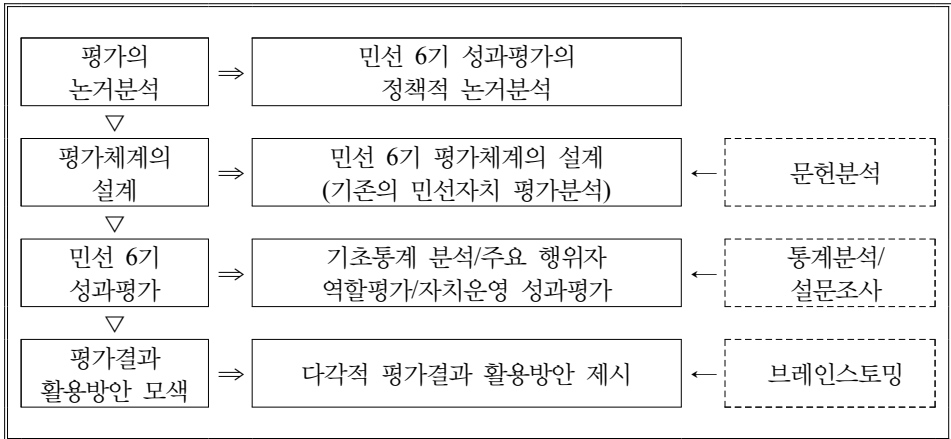 평가의
논거분석
⇒
민선 6기 성과평가의
정책적 논거분석
▽
평가체계의
설계
⇒
민선 6기 평가체계의 설계
(기존의 민선자치 평가분석)
←
문헌분석
▽
민선 6기
성과평가
⇒
기초통계 분석/주요 행위자
역할평가/자치운영 성과평가
←
통계분석/
설문조사
▽
평가결과
활용방안 모색
⇒
다각적 평가결과 활용방안 제시
←
브레인스토밍